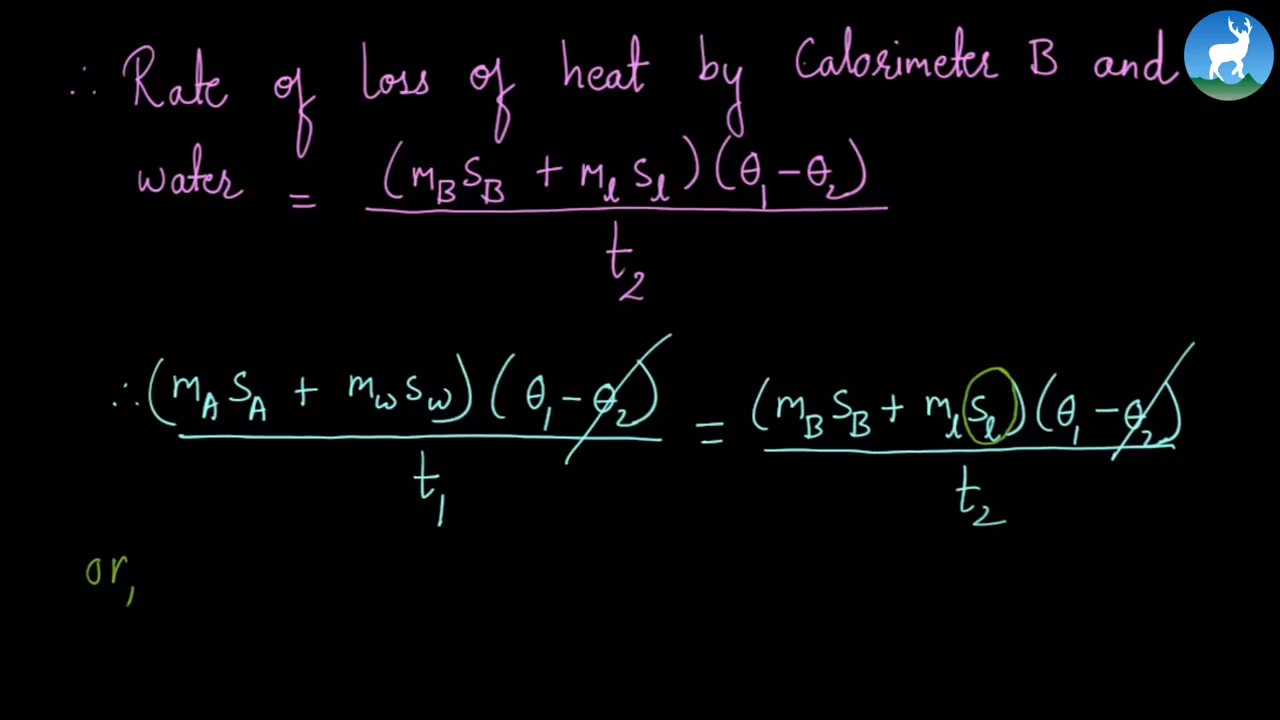 ∴ Rate of loss of heat by Calorimeter B and
water = (m_B S_B + m_l S_l)(θ_1 − θ_2) / t_2
∴ (m_A S_A + m_w s_w)(θ_1 − θ_2) / t_1 = (m_B S_B + m_l S_l)(θ_1 − θ_2) / t_2
or,